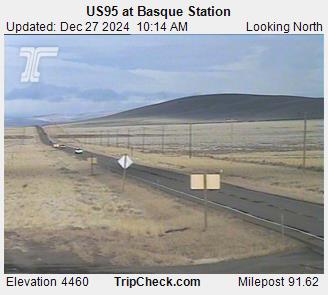 US95 at Basque Station
Updated: Dec 27 2024 10:14 AM Looking North
Elevation 4460 TripCheck.com Milepost 91.62